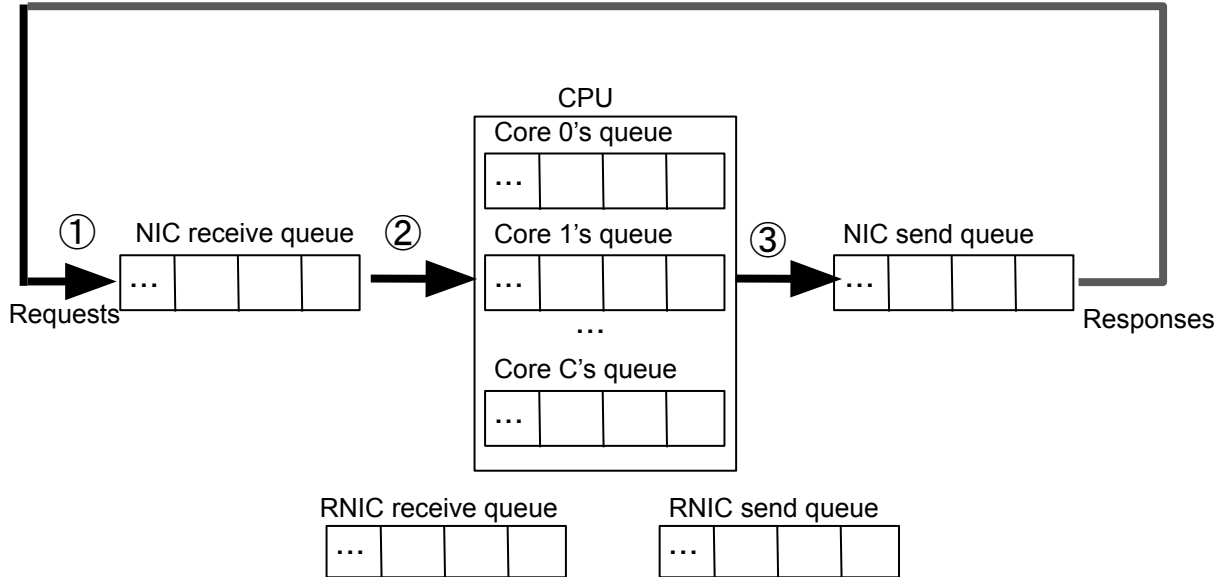 CPU
Core 0's queue
...
① NIC receive queue ② Core 1's queue ③ NIC send queue
... ... ...
Requests ... Responses
Core C's queue
...
RNIC receive queue RNIC send queue
... ...